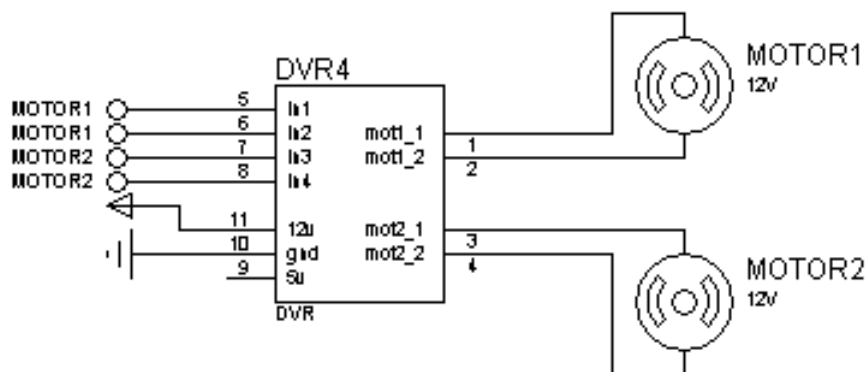 DVR4
MOTOR1 5 In1
MOTOR1 6 In2 mot1_1 1
MOTOR2 7 In3 mot1_2 2
MOTOR2 8 In4
11 12v mot2_1 3
10 gnd mot2_2 4
9 5v
DVR
MOTOR1
12V
MOTOR2
12V